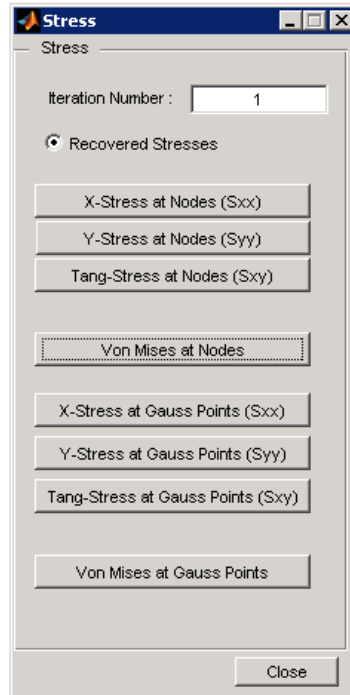 Stress
Stress
Iteration Number : 1
Recovered Stresses
X-Stress at Nodes (Sxx)
Y-Stress at Nodes (Syy)
Tang-Stress at Nodes (Sxy)
Von Mises at Nodes
X-Stress at Gauss Points (Sxx)
Y-Stress at Gauss Points (Syy)
Tang-Stress at Gauss Points (Sxy)
Von Mises at Gauss Points
Close